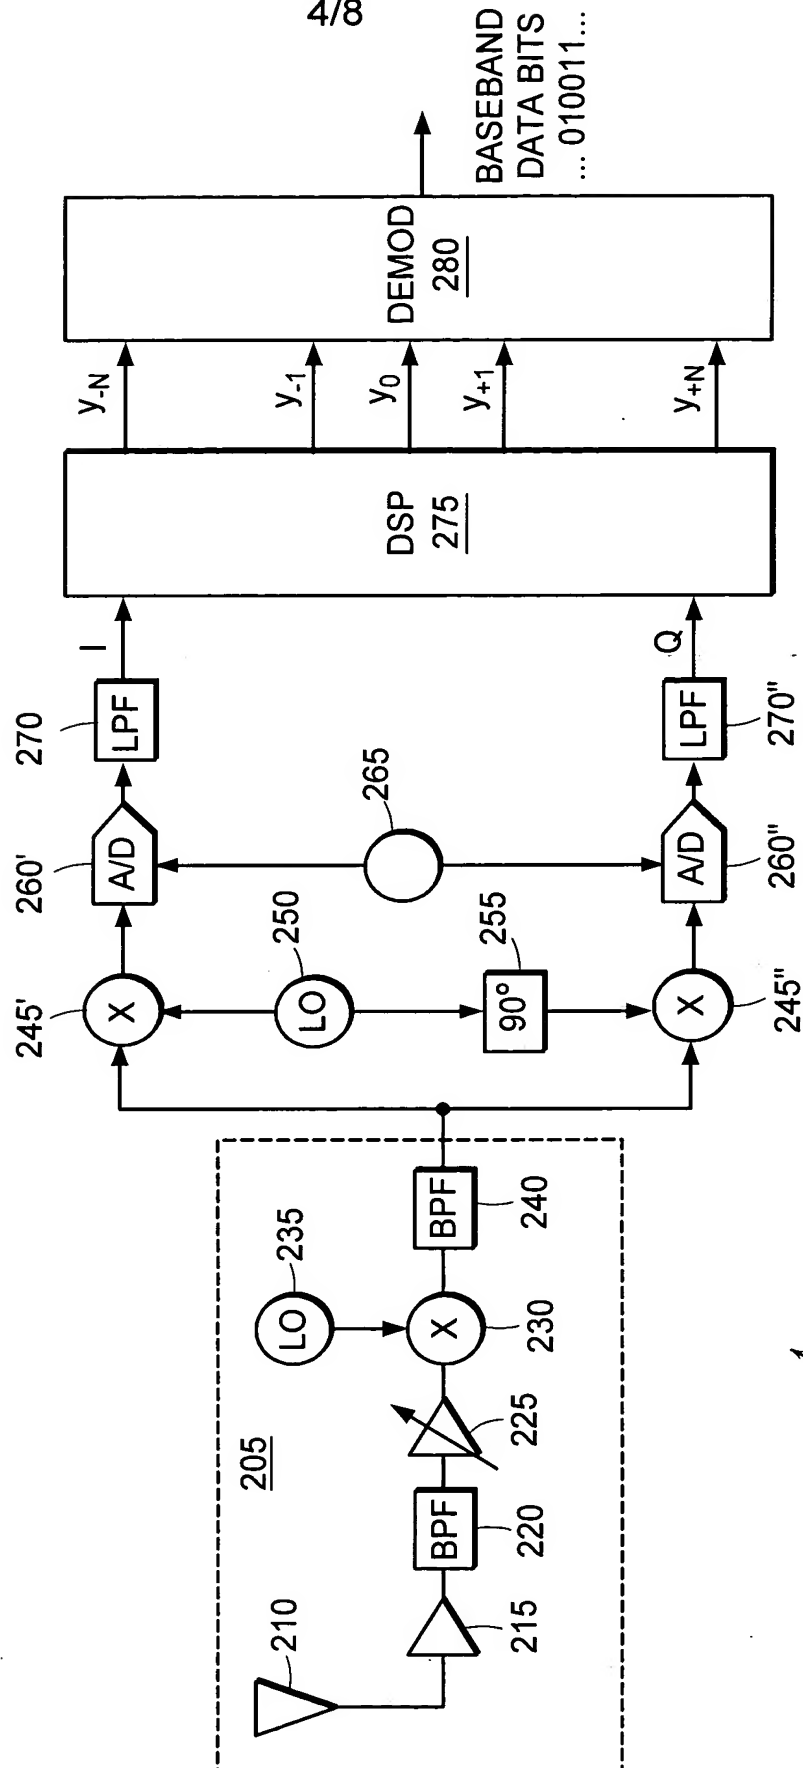 4/8
210
215
BPF
220
225
205
LO
235
X
230
BPF
240
245'
X
LO
250
90°
255
X
245"
260'
A/D
265
A/D
260"
270
LPF
LPF
270"
I
Q
DSP
275
y-N
y-1
y0
y+1
y+N
DEMOD
280
BASEBAND
DATA BITS
... 010011...